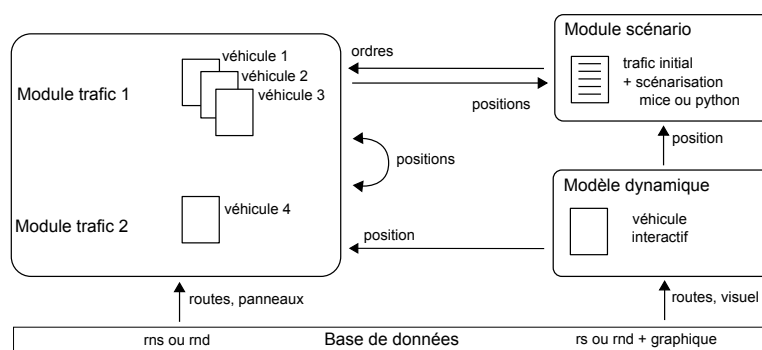 Module trafic 1
véhicule 1
véhicule 2
véhicule 3
ordres
positions
Module scénario
trafic initial
+ scénarisation
mice ou python
positions
position
Module trafic 2
véhicule 4
position
Modèle dynamique
véhicule
interactif
routes, panneaux
routes, visuel
rns ou rnd
Base de données
rs ou rnd + graphique